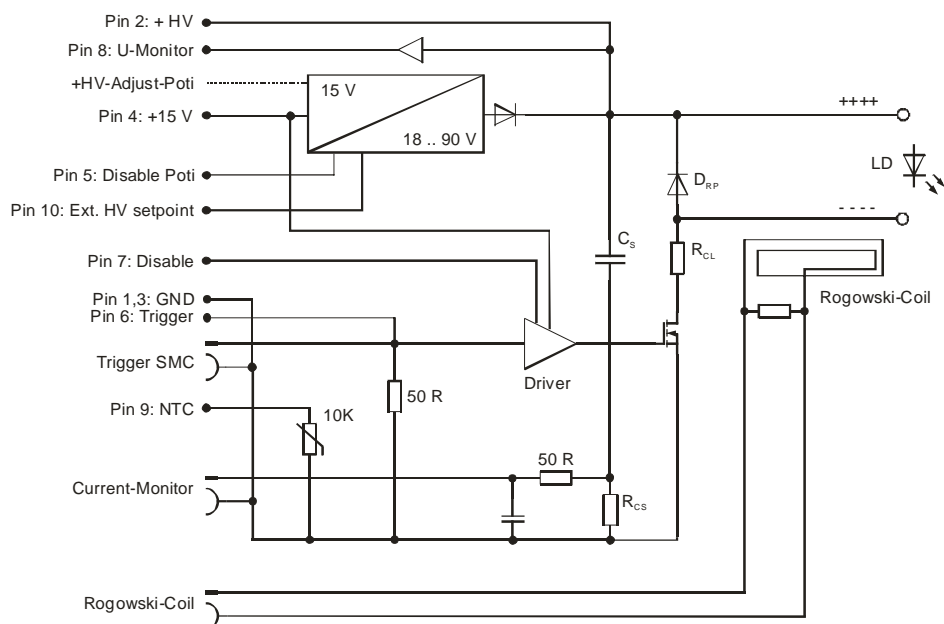 Pin 2: + HV
Pin 8: U-Monitor
+HV-Adjust-Poti
15 V
Pin 4: +15 V
++++
18 .. 90 V
LD
Pin 5: Disable Poti
D_RP
Pin 10: Ext. HV setpoint
- - - -
C_S
R_CL
Pin 7: Disable
Rogowski-Coil
Pin 1,3: GND
Pin 6: Trigger
Trigger SMC
Driver
50 R
Pin 9: NTC
10K
50 R
Current-Monitor
R_CS
Rogowski-Coil